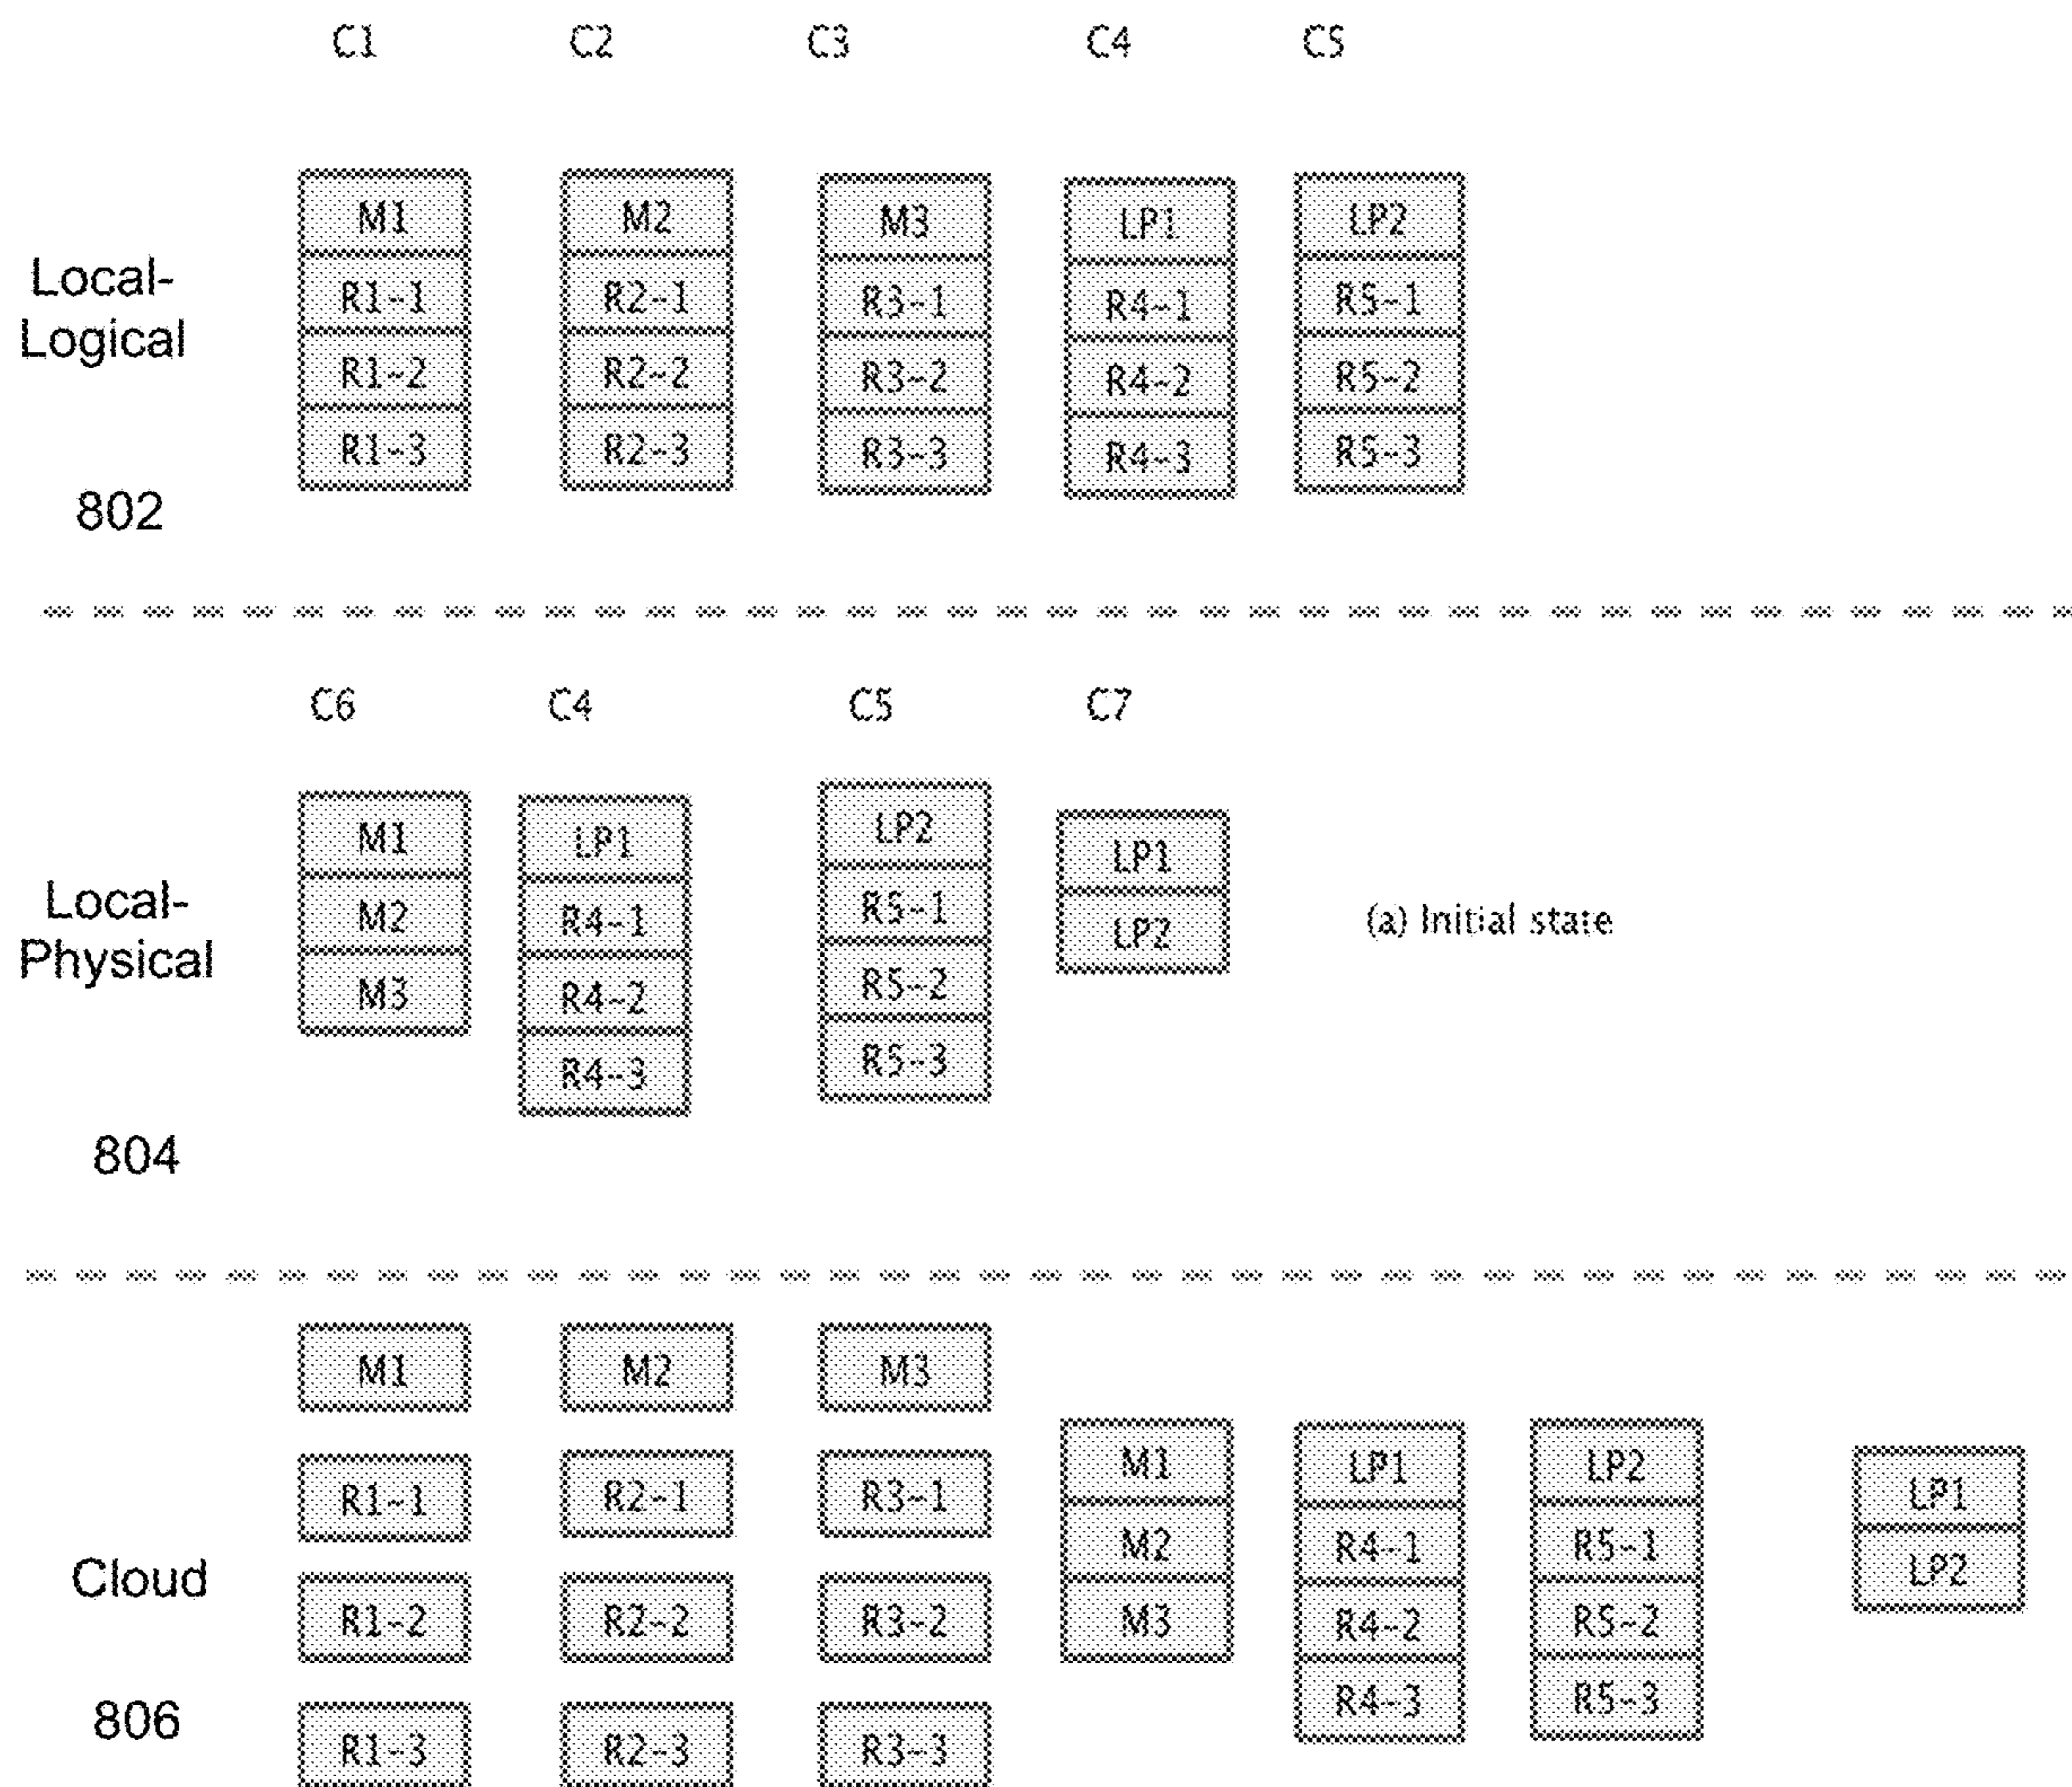 C1 C2 C3 C4 C5
M1 M2 M3 LP1 LP2
Local-
R1-1 R2-1 R3-1 R4-1 R5-1
Logical
R1-2 R2-2 R3-2 R4-2 R5-2
R1-3 R2-3 R3-3 R4-3 R5-3
802
C6 C4 C5 C7
M1 LP1 LP2 LP1
Local-
M2 R4-1 R5-1 LP2
(a) Initial state
Physical
M3 R4-2 R5-2
R4-3 R5-3
804
M1 M2 M3
M1 LP1 LP2 LP1
R1-1 R2-1 R3-1
M2 R4-1 R5-1 LP2
Cloud
R1-2 R2-2 R3-2 M3 R4-2 R5-2
R4-3 R5-3
806
R1-3 R2-3 R3-3